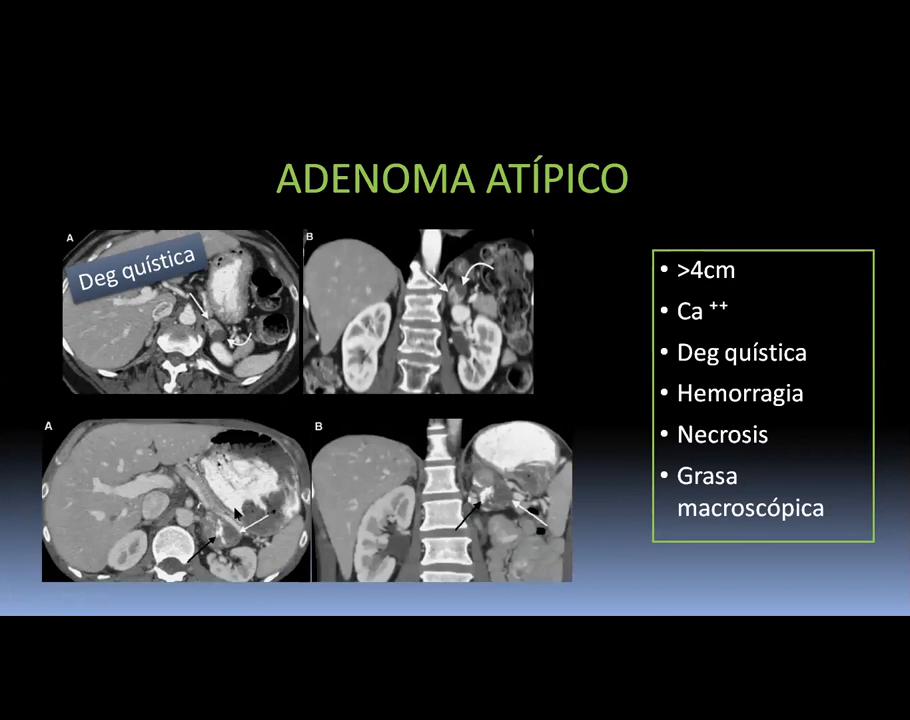 ADENOMA ATÍPICO
A
B
Deg quística
A
B
• >4cm
• Ca ++
• Deg quística
• Hemorragia
• Necrosis
• Grasa
macroscópica